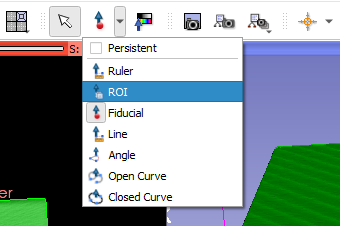 S:
Persistent
Ruler
ROI
Fiducial
Line
Angle
Open Curve
Closed Curve
er